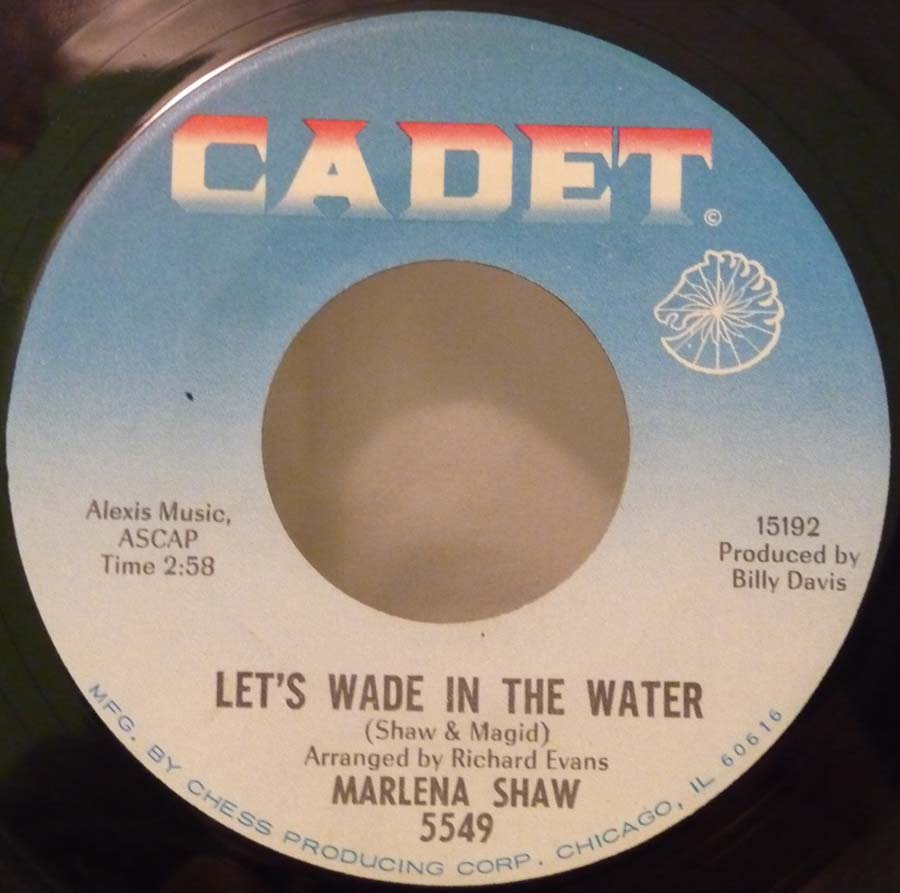 CADET
©
Alexis Music,
ASCAP
Time 2:58
15192
Produced by
Billy Davis
LET'S WADE IN THE WATER
(Shaw & Magid)
Arranged by Richard Evans
MARLENA SHAW
5549
MFG. BY CHESS PRODUCING CORP. CHICAGO, IL 60616